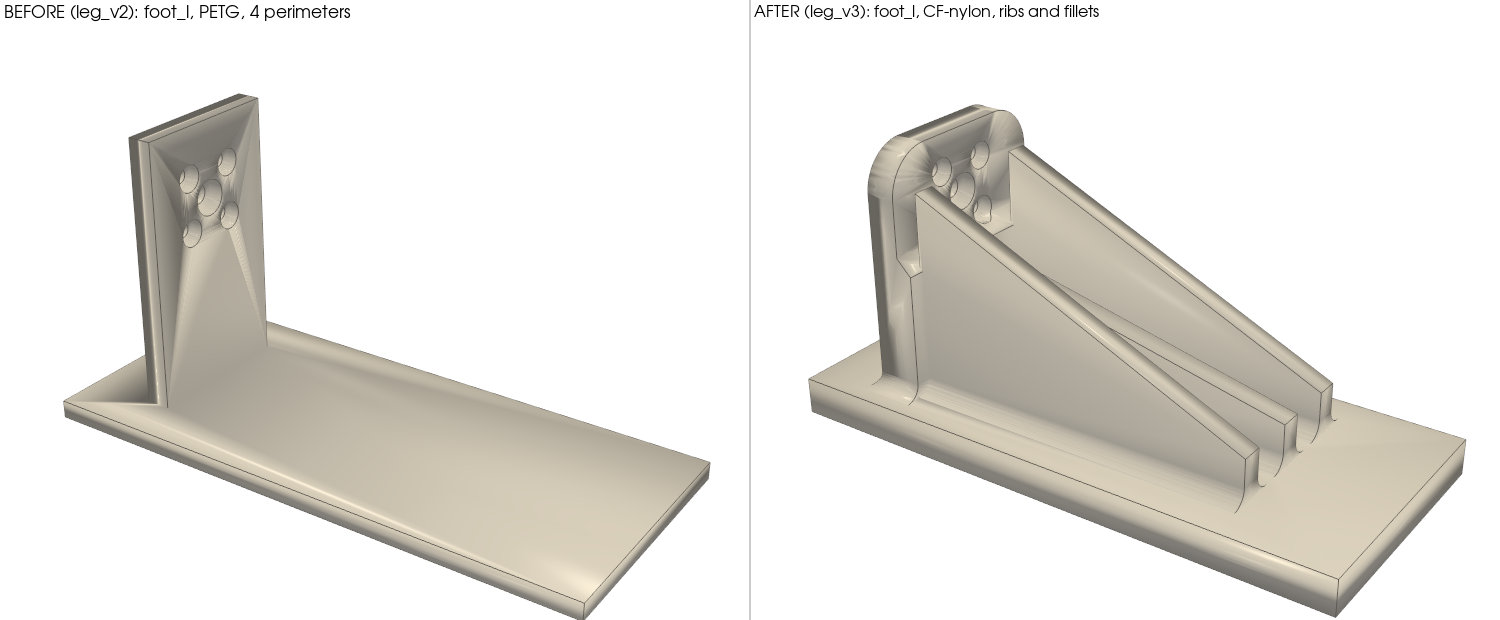 BEFORE (leg_v2): foot_l, PETG, 4 perimeters
AFTER (leg_v3): foot_l, CF-nylon, ribs and fillets